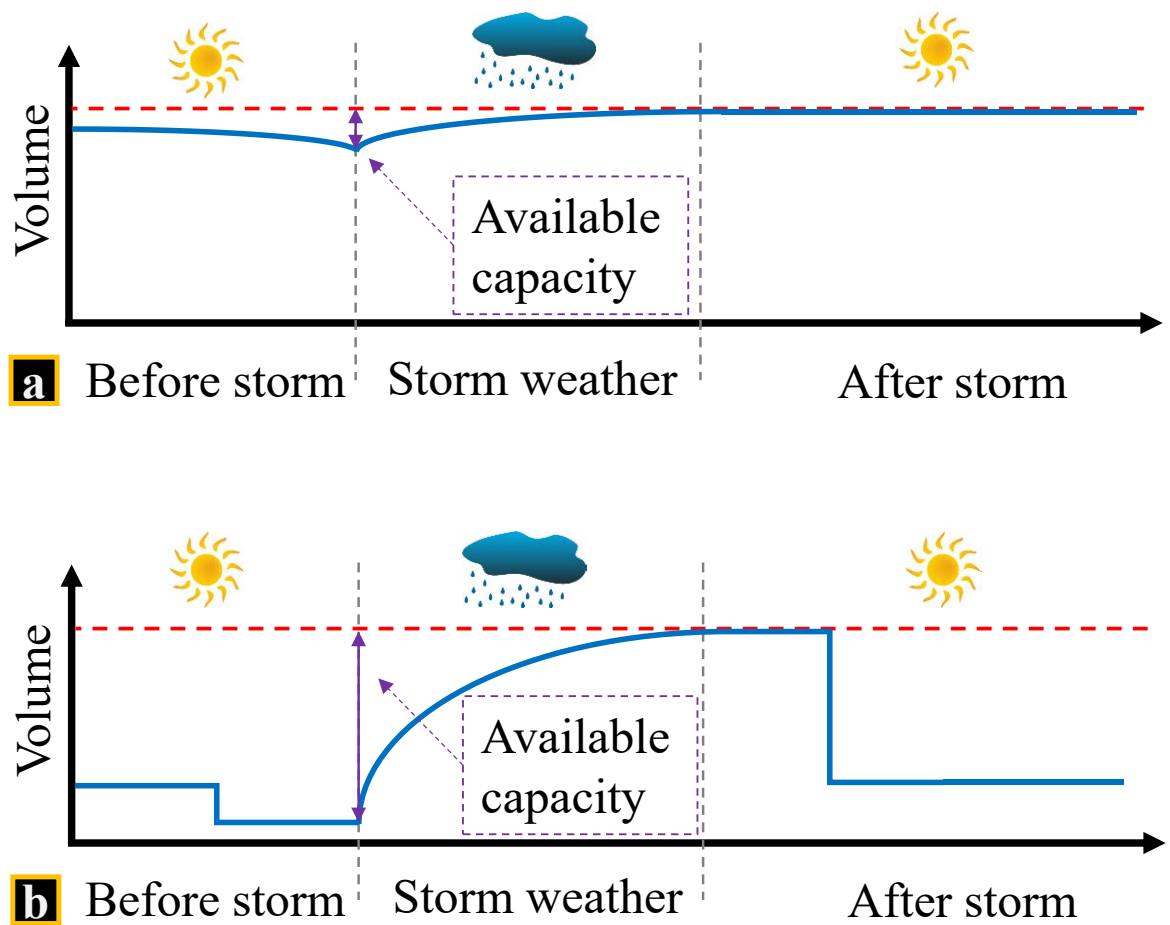 Volume
Available
capacity
a
Before storm
Storm weather
After storm
Volume
Available
capacity
b
Before storm
Storm weather
After storm